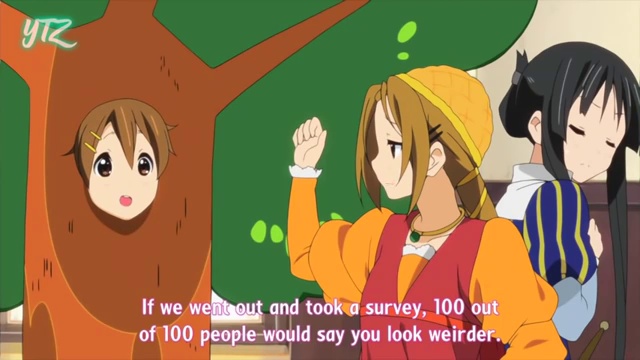 YTZ
If we went out and took a survey, 100 out
of 100 people would say you look weirder.